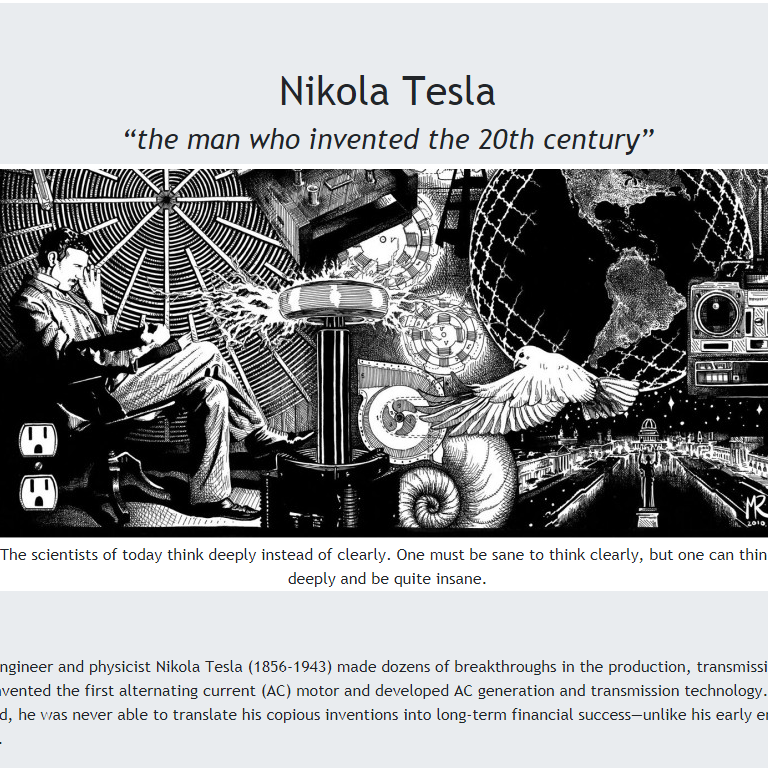 Nikola Tesla
“the man who invented the 20th century”
MR
2010
The scientists of today think deeply instead of clearly. One must be sane to think clearly, but one can thin
deeply and be quite insane.
ngineer and physicist Nikola Tesla (1856-1943) made dozens of breakthroughs in the production, transmissi
nvented the first alternating current (AC) motor and developed AC generation and transmission technology.
d, he was never able to translate his copious inventions into long-term financial success—unlike his early e
.